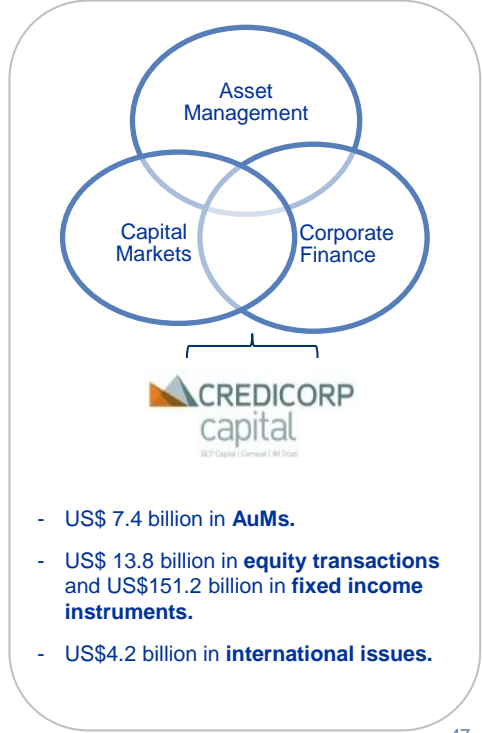 Asset
Management
Capital
Markets
Corporate
Finance
CREDICORP
capital
- US$ 7.4 billion in AuMs.
- US$ 13.8 billion in equity transactions
and US$151.2 billion in fixed income
instruments.
- US$4.2 billion in international issues.